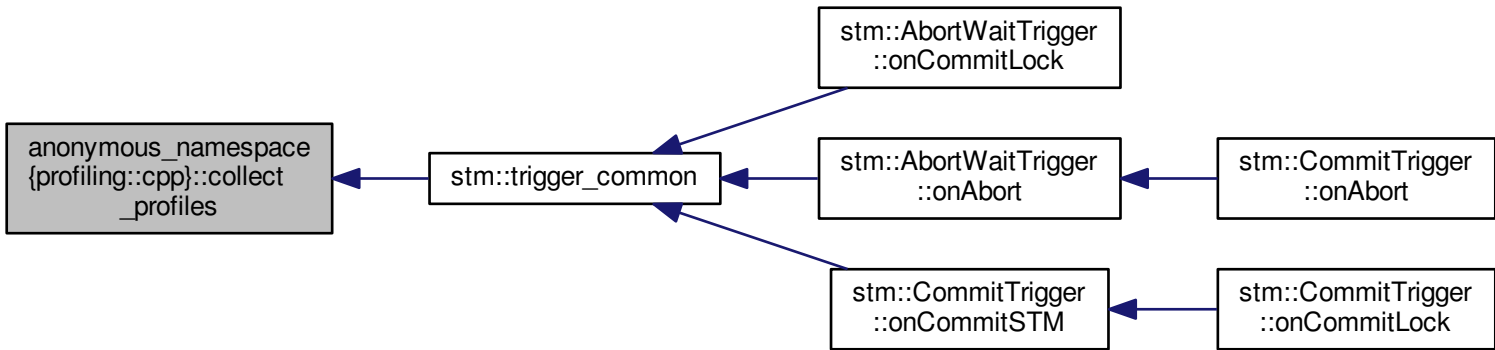 anonymous_namespace
{profiling::cpp}::collect
_profiles
stm::trigger_common
stm::AbortWaitTrigger
::onCommitLock
stm::AbortWaitTrigger
::onAbort
stm::CommitTrigger
::onCommitSTM
stm::CommitTrigger
::onAbort
stm::CommitTrigger
::onCommitLock